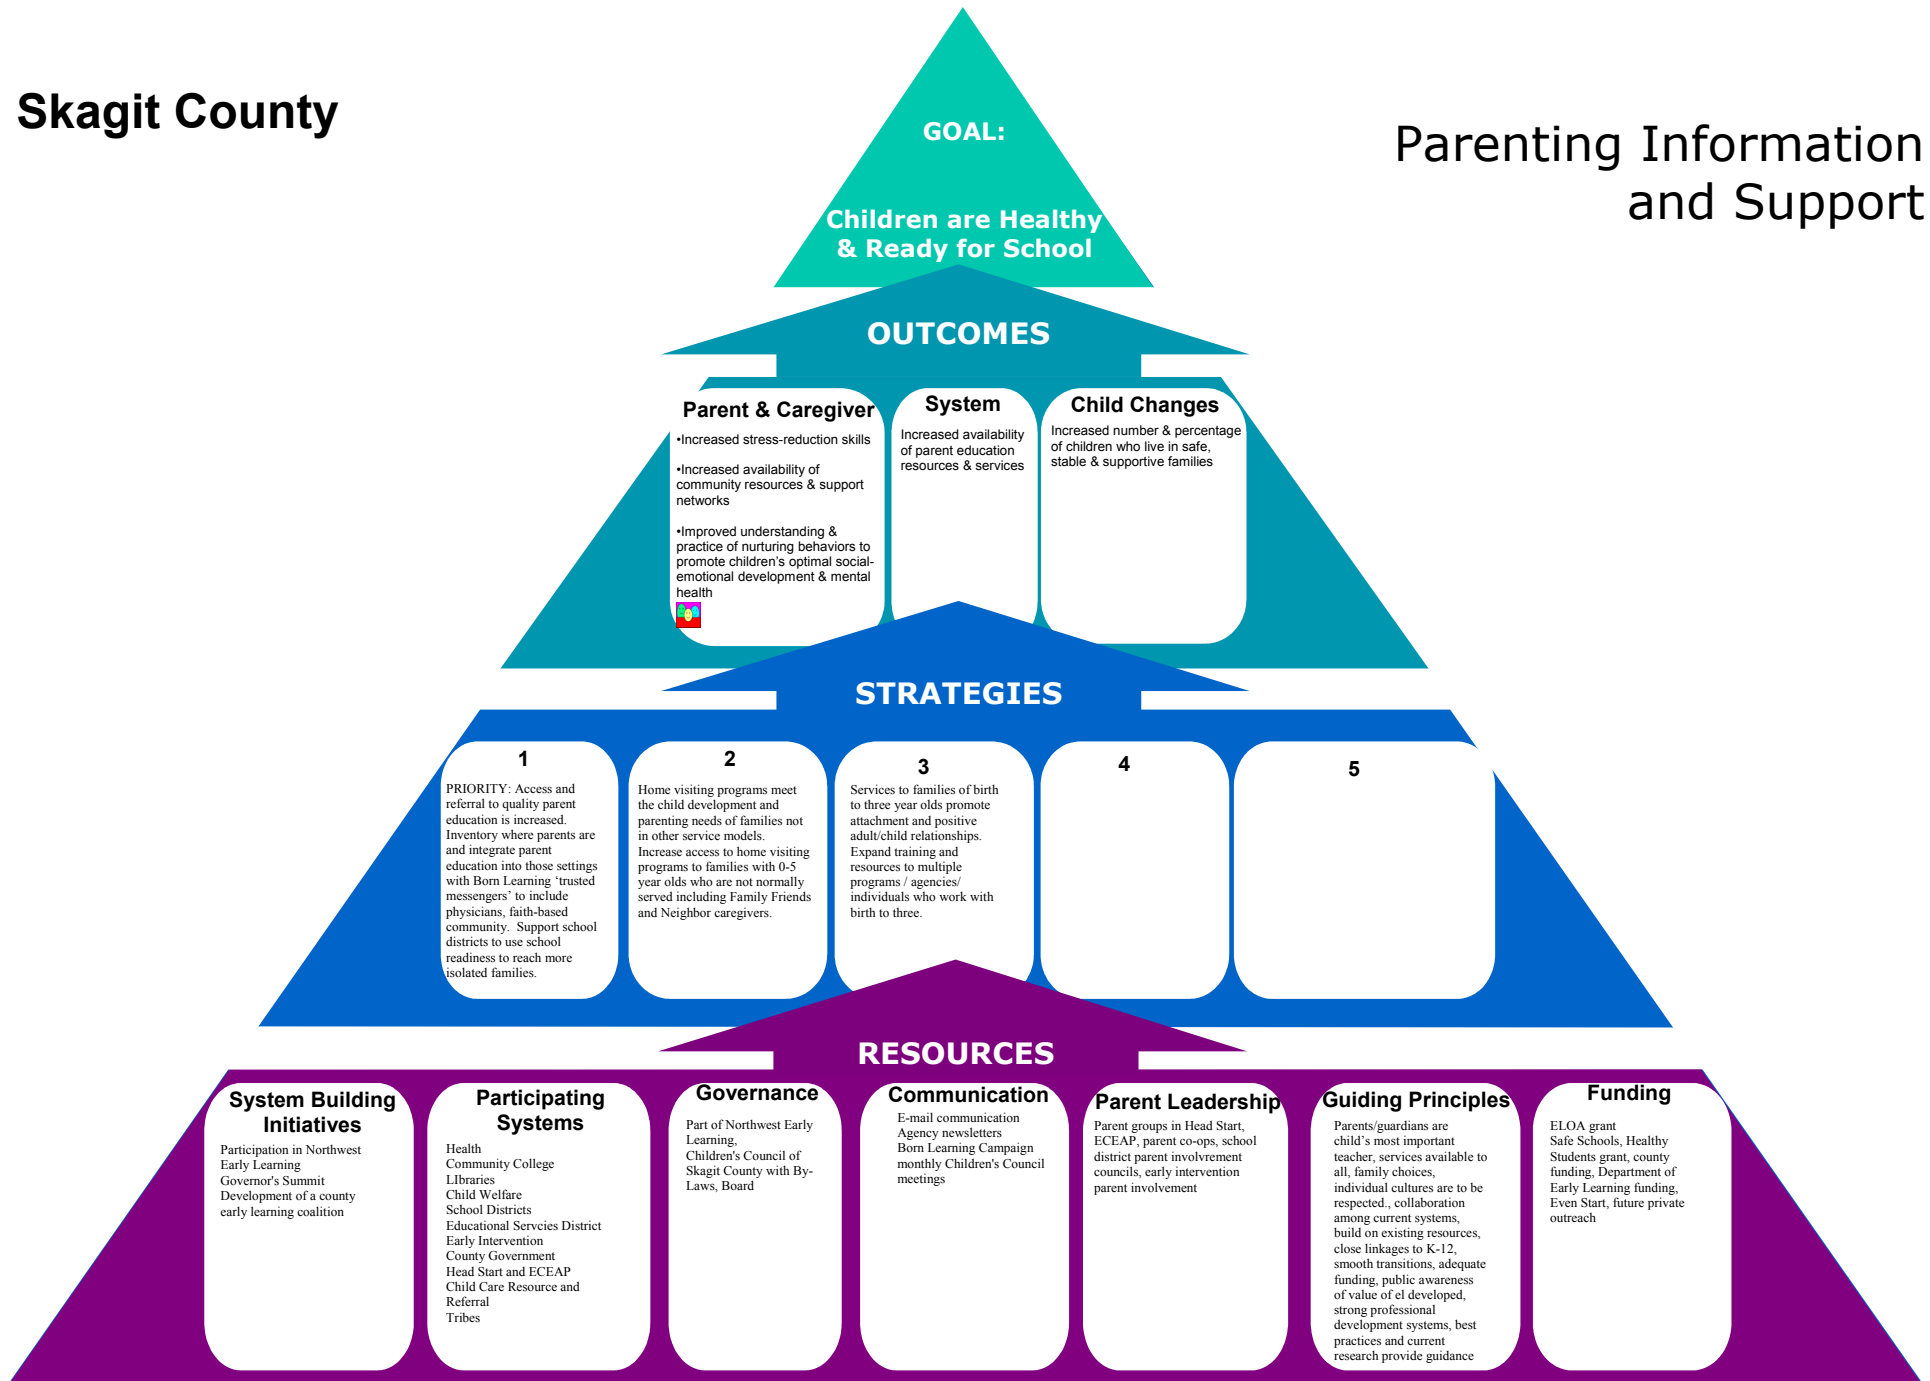 Skagit County
Parenting Information
and Support
GOAL:
Children are Healthy
& Ready for School
OUTCOMES
Parent & Caregiver
•Increased stress-reduction skills
•Increased availability of
community resources & support
networks
•Improved understanding &
practice of nurturing behaviors to
promote children's optimal social-
emotional development & mental
health
System
Increased availability
of parent education
resources & services
Child Changes
Increased number & percentage
of children who live in safe,
stable & supportive families
STRATEGIES
1
PRIORITY: Access and
referral to quality parent
education is increased.
Inventory where parents are
and integrate parent
education into those settings
with Born Learning ‘trusted
messengers’ to include
physicians, faith-based
community.  Support school
districts to use school
readiness to reach more
isolated families.
2
Home visiting programs meet
the child development and
parenting needs of families not
in other service models.
Increase access to home visiting
programs to families with 0-5
year olds who are not normally
served including Family Friends
and Neighbor caregivers.
3
Services to families of birth
to three year olds promote
attachment and positive
adult/child relationships.
Expand training and
resources to multiple
programs / agencies/
individuals who work with
birth to three.
4
5
RESOURCES
System Building
Initiatives
Participation in Northwest
Early Learning
Governor's Summit
Development of a county
early learning coalition
Participating
Systems
Health
Community College
LIbraries
Child Welfare
School Districts
Educational Servcies District
Early Intervention
County Government
Head Start and ECEAP
Child Care Resource and
Referral
Tribes
Governance
Part of Northwest Early
Learning,
Children's Council of
Skagit County with By-
Laws, Board
Communication
E-mail communication
Agency newsletters
Born Learning Campaign
monthly Children's Council
meetings
Parent Leadership
Parent groups in Head Start,
ECEAP, parent co-ops, school
district parent involvrement
councils, early intervention
parent involvement
Guiding Principles
Parents/guardians are
child’s most important
teacher, services available to
all, family choices,
individual cultures are to be
respected., collaboration
among current systems,
build on existing resources,
close linkages to K-12,
smooth transitions, adequate
funding, public awareness
of value of el developed,
strong professional
development systems, best
practices and current
research provide guidance
Funding
ELOA grant
Safe Schools, Healthy
Students grant, county
funding, Department of
Early Learning funding,
Even Start, future private
outreach